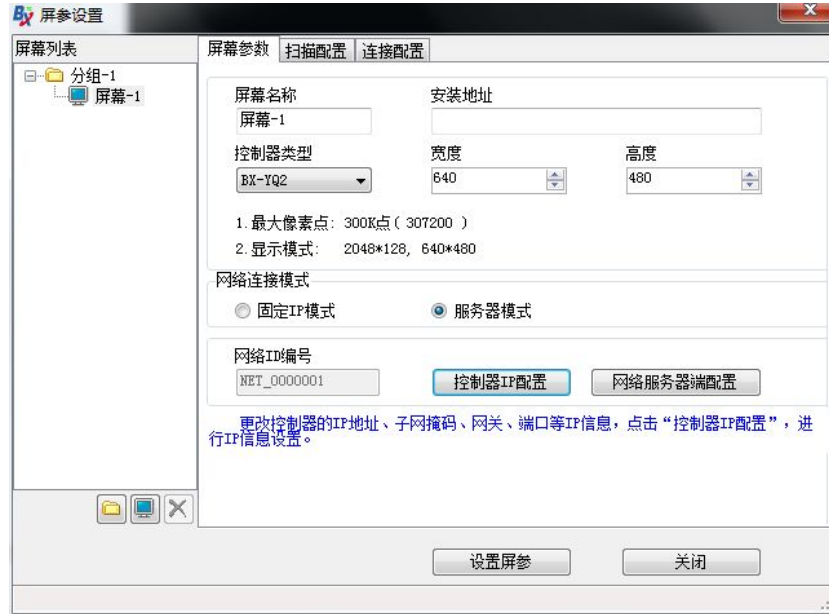 BX 屏参设置
屏幕列表
分组-1
屏幕-1
屏幕参数 扫描配置 连接配置
屏幕名称 安装地址
屏幕-1
控制器类型 宽度 高度
BX-YQ2 640 480
1.最大像素点: 300K点( 307200 )
2.显示模式: 2048*128, 640*480
网络连接模式
固定IP模式 服务器模式
网络ID编号
NET_0000001 控制器IP配置 网络服务器端配置
更改控制器的IP地址、子网掩码、网关、端口等IP信息，点击“控制器IP配置”，进
行IP信息设置。
设置屏参 关闭